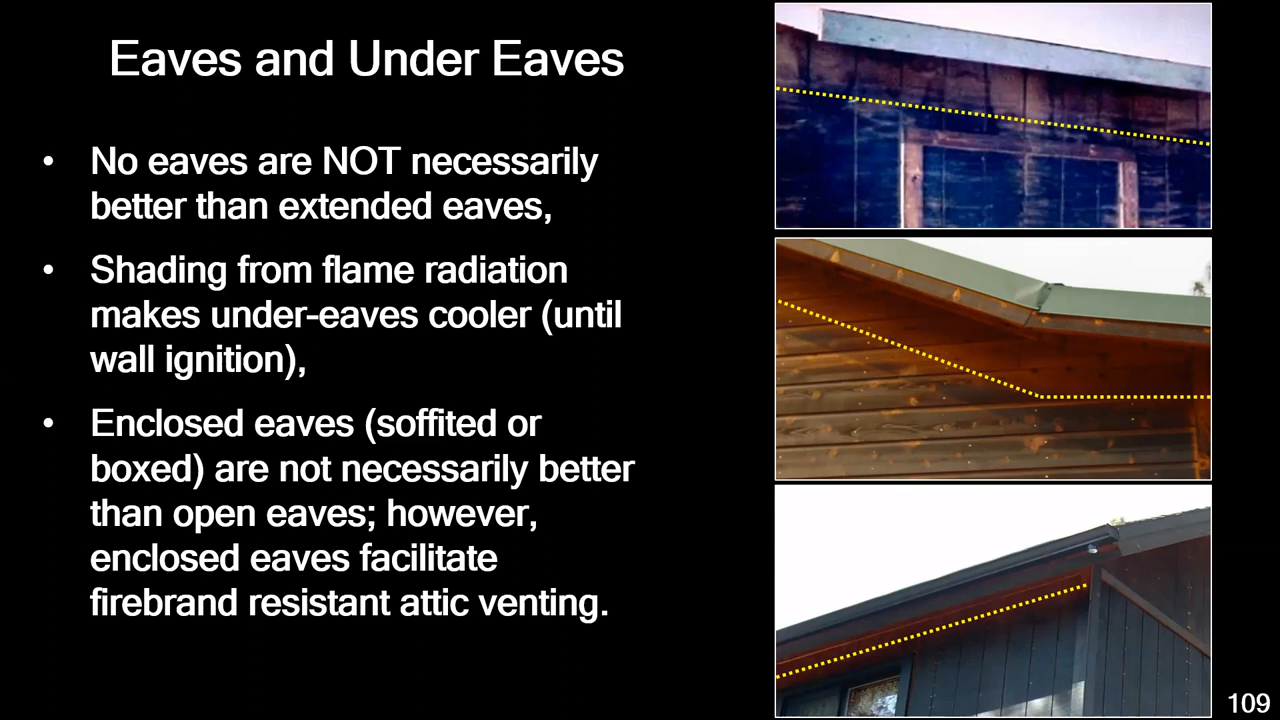 Eaves and Under Eaves
• No eaves are NOT necessarily
better than extended eaves,
• Shading from flame radiation
makes under-eaves cooler (until
wall ignition),
• Enclosed eaves (soffited or
boxed) are not necessarily better
than open eaves; however,
enclosed eaves facilitate
firebrand resistant attic venting.
109